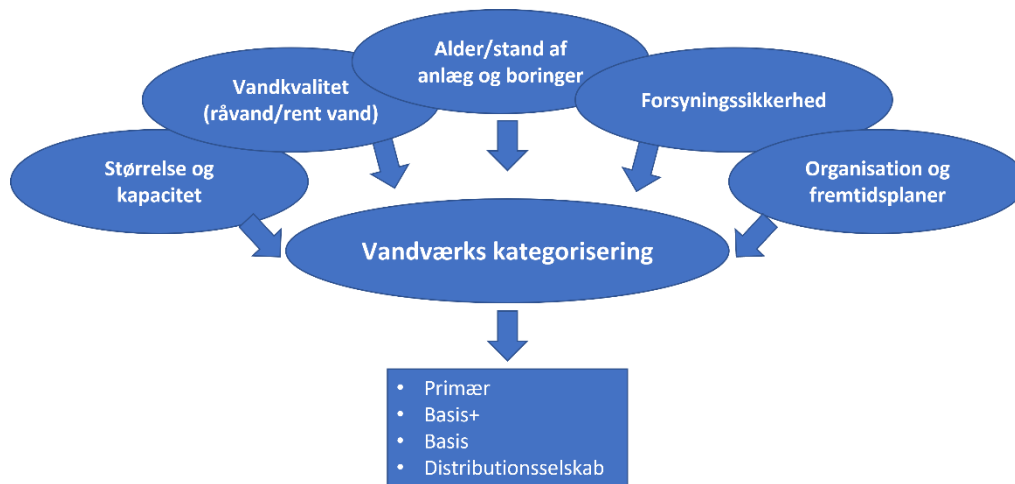 Størrelse og
kapacitet
Vandkvalitet
(råvand/rent vand)
Alder/stand af
anlæg og boringer
Forsyningssikkerhed
Organisation og
fremtidsplaner
Vandværks kategorisering
• Primær
• Basis+
• Basis
• Distributionsselskab